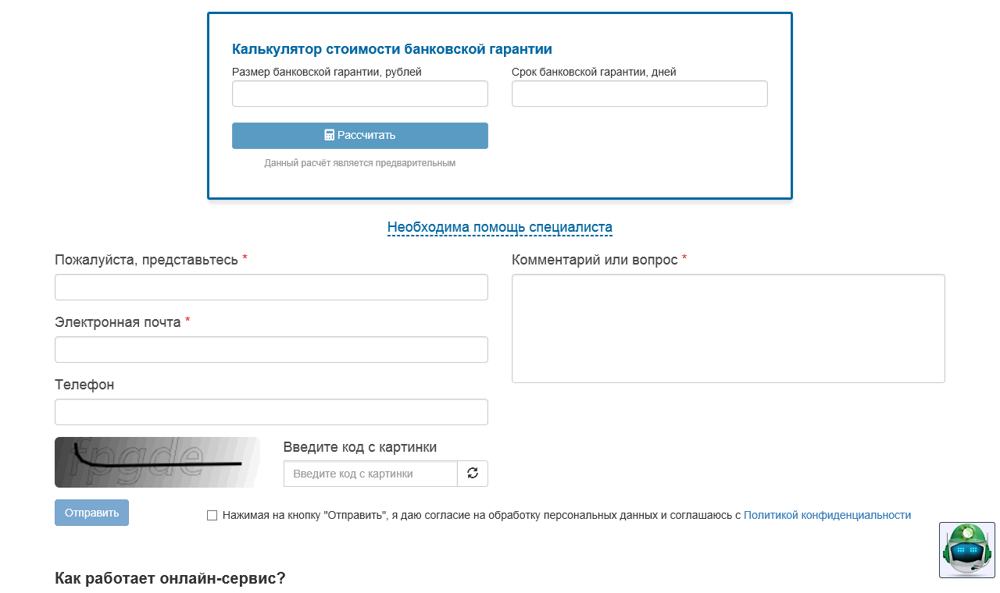 Калькулятор стоимости банковской гарантии
Размер банковской гарантии, рублей
Срок банковской гарантии, дней
Рассчитать
Данный расчёт является предварительным
Необходима помощь специалиста
Пожалуйста, представьтесь *
Комментарий или вопрос *
Электронная почта *
Телефон
fpgde
Введите код с картинки
Введите код с картинки
Отправить
Нажимая на кнопку "Отправить", я даю согласие на обработку персональных данных и соглашаюсь с Политикой конфиденциальности
Как работает онлайн-сервис?